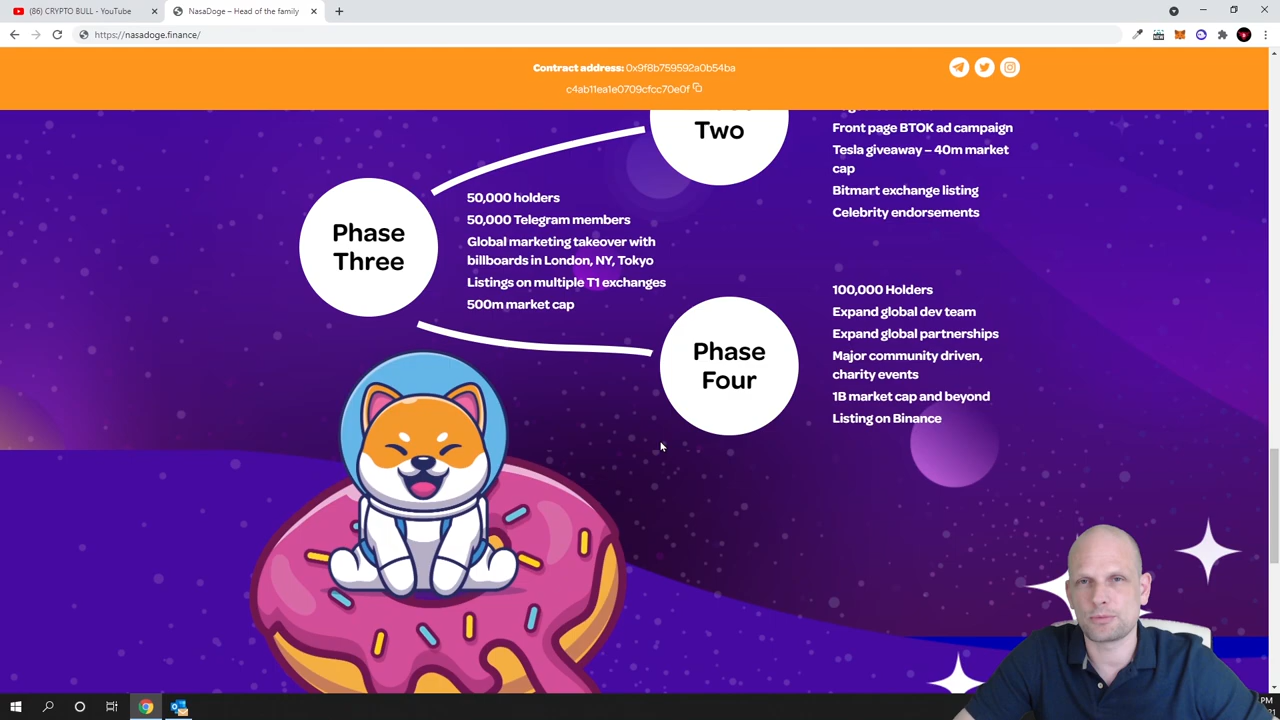 (86) CRYPTO BULL - YouTube
NasaDoge – Head of the family
https://nasadoge.finance/
Contract address: 0x9f8b759592a0b54ba
c4ab11ea1e0709cfcc70e0f
Two
Front page BTOK ad campaign
Tesla giveaway – 40m market
cap
Bitmart exchange listing
Celebrity endorsements
Phase
Three
50,000 holders
50,000 Telegram members
Global marketing takeover with
billboards in London, NY, Tokyo
Listings on multiple T1 exchanges
500m market cap
Phase
Four
100,000 Holders
Expand global dev team
Expand global partnerships
Major community driven,
charity events
1B market cap and beyond
Listing on Binance
PM